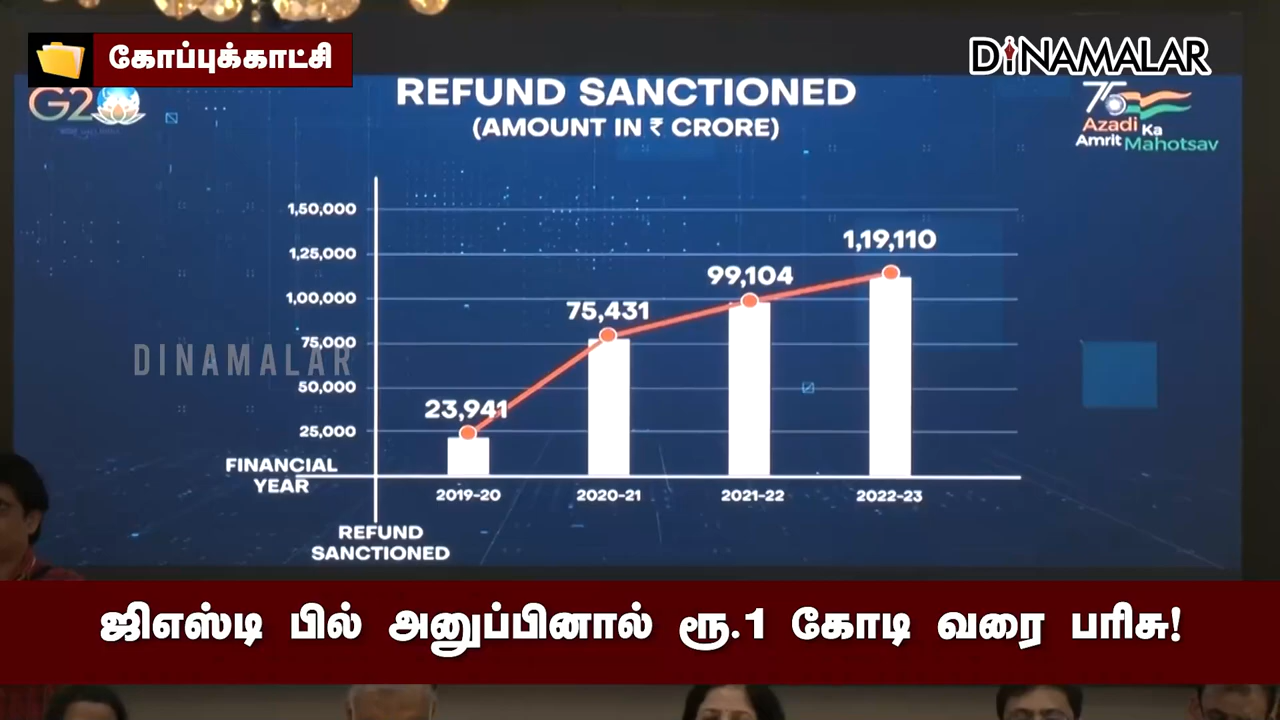 கோப்புக்காட்சி
DINAMALAR
G20
75
Azadi Ka
Amrit Mahotsav
REFUND SANCTIONED
(AMOUNT IN ₹ CRORE)
1,50,000
1,25,000
1,00,000
75,000
50,000
25,000
1,19,110
99,104
75,431
23,941
DINAMALAR
FINANCIAL
YEAR
2019-20
2020-21
2021-22
2022-23
REFUND
SANCTIONED
ஜிஎஸ்டி பில் அனுப்பினால் ரூ.1 கோடி வரை பரிசு!